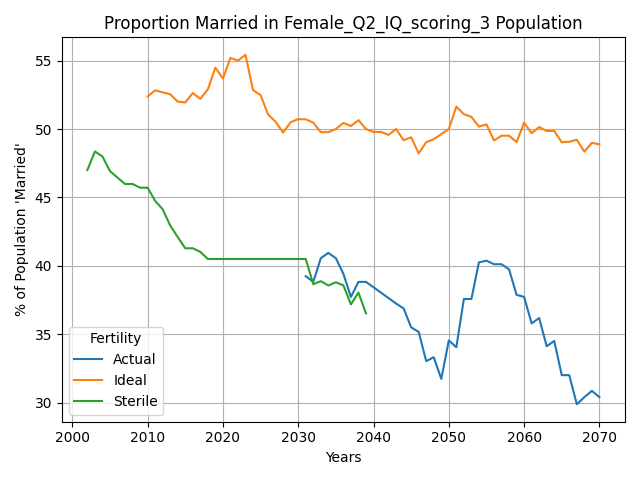 Proportion Married in Female_Q2_IQ_scoring_3 Population
% of Population 'Married'
55
50
45
40
35
30
Fertility
Actual
Ideal
Sterile
2000 2010 2020 2030 2040 2050 2060 2070
Years